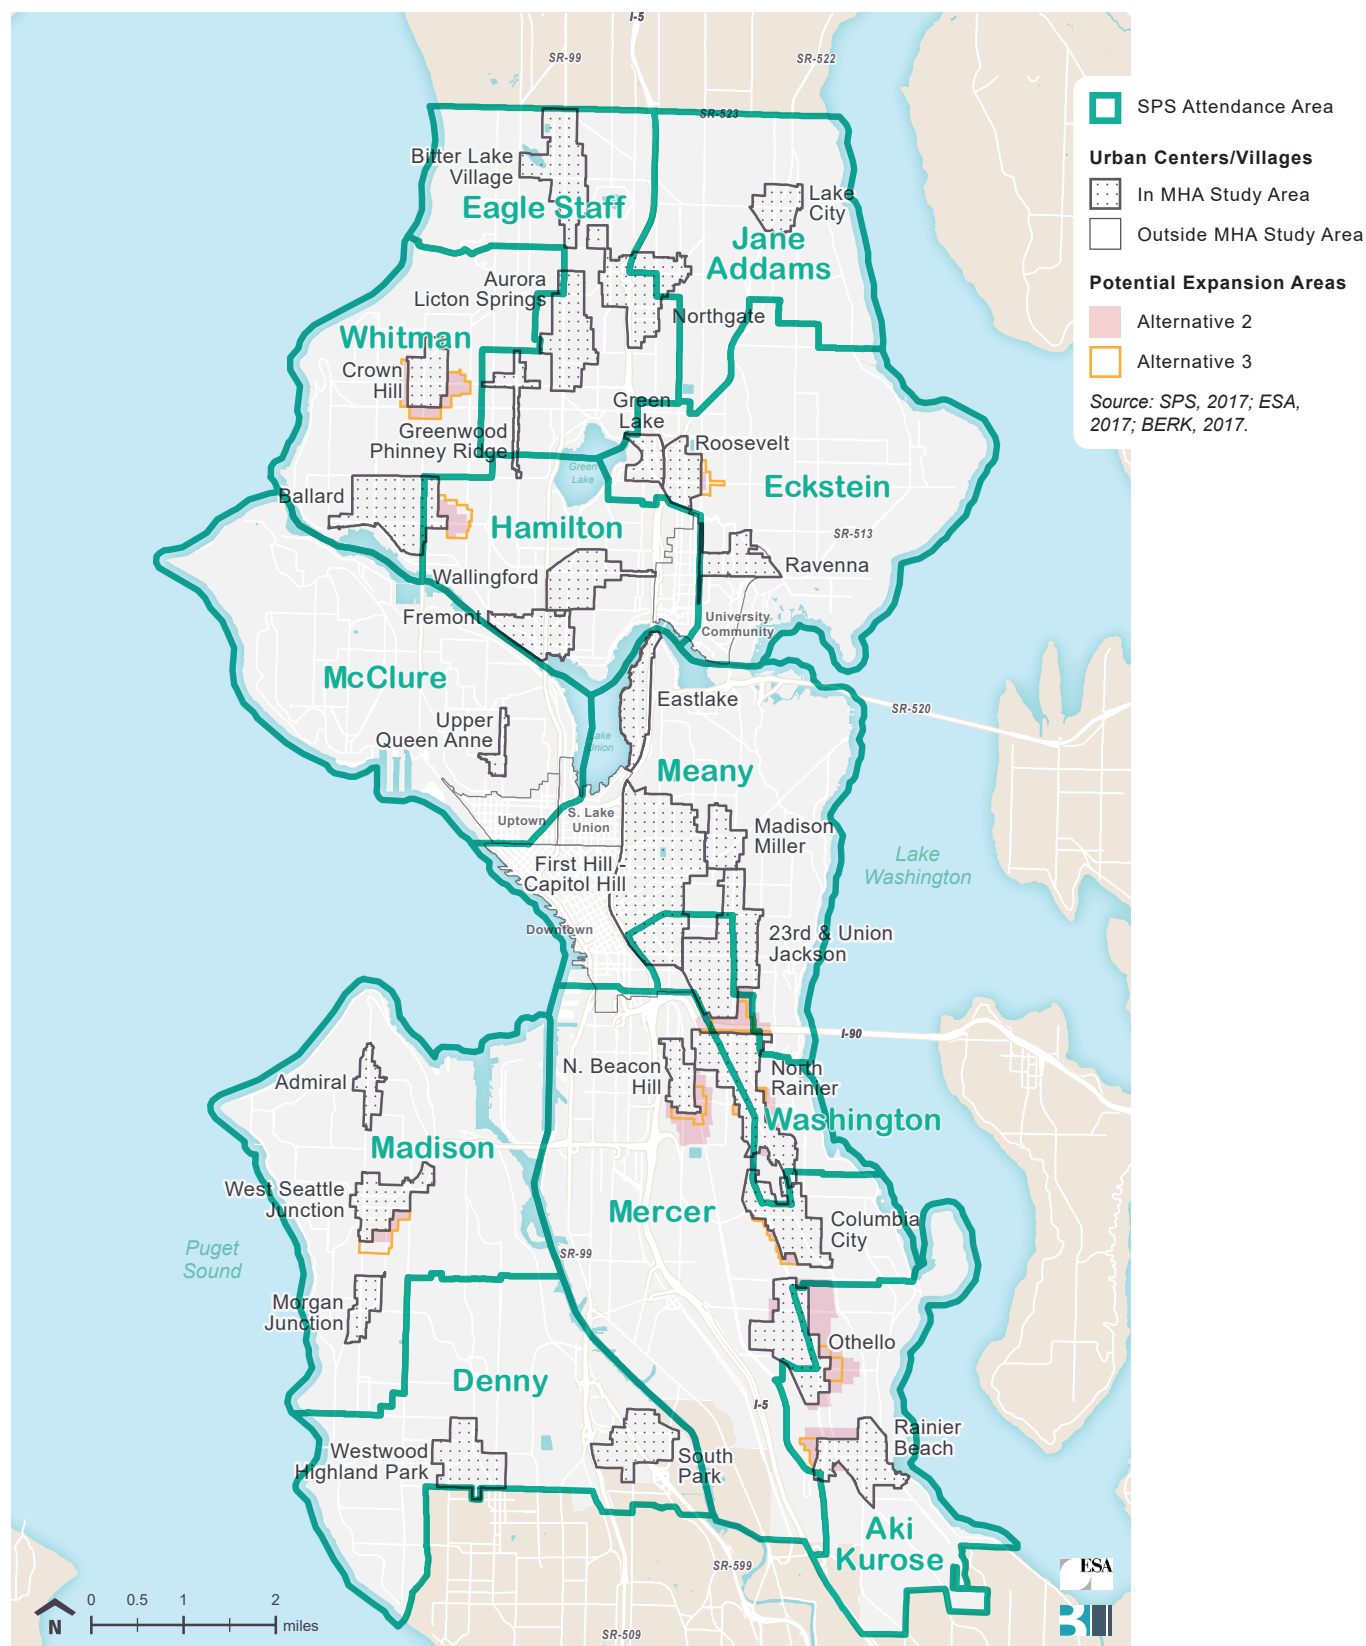 I-5
SR-99
SR-522
SR-523
SPS Attendance Area
Urban Centers/Villages
In MHA Study Area
Outside MHA Study Area
Potential Expansion Areas
Alternative 2
Alternative 3
Source: SPS, 2017; ESA,
2017; BERK, 2017.
Bitter Lake
Village
Eagle Staff
Lake
City
Jane
Addams
Aurora
Licton Springs
Northgate
Whitman
Crown
Hill
Green
Lake
Greenwood
Phinney Ridge
Roosevelt
Green
Lake
Eckstein
Ballard
Hamilton
SR-513
Wallingford
Ravenna
Fremont
University
Community
McClure
Eastlake
SR-520
Upper
Queen Anne
Lake
Union
Meany
Uptown
S. Lake
Union
Madison
Miller
Lake
Washington
First Hill -
Capitol Hill
Downtown
23rd & Union
Jackson
I-90
N. Beacon
Hill
North
Rainier
Admiral
Washington
Madison
West Seattle
Junction
Mercer
Columbia
City
Puget
Sound
SR-99
Morgan
Junction
Othello
Denny
I-5
Rainier
Beach
Westwood
Highland Park
South
Park
Aki
Kurose
SR-599
ESA
B
0 0.5 1 2
miles
N
SR-509